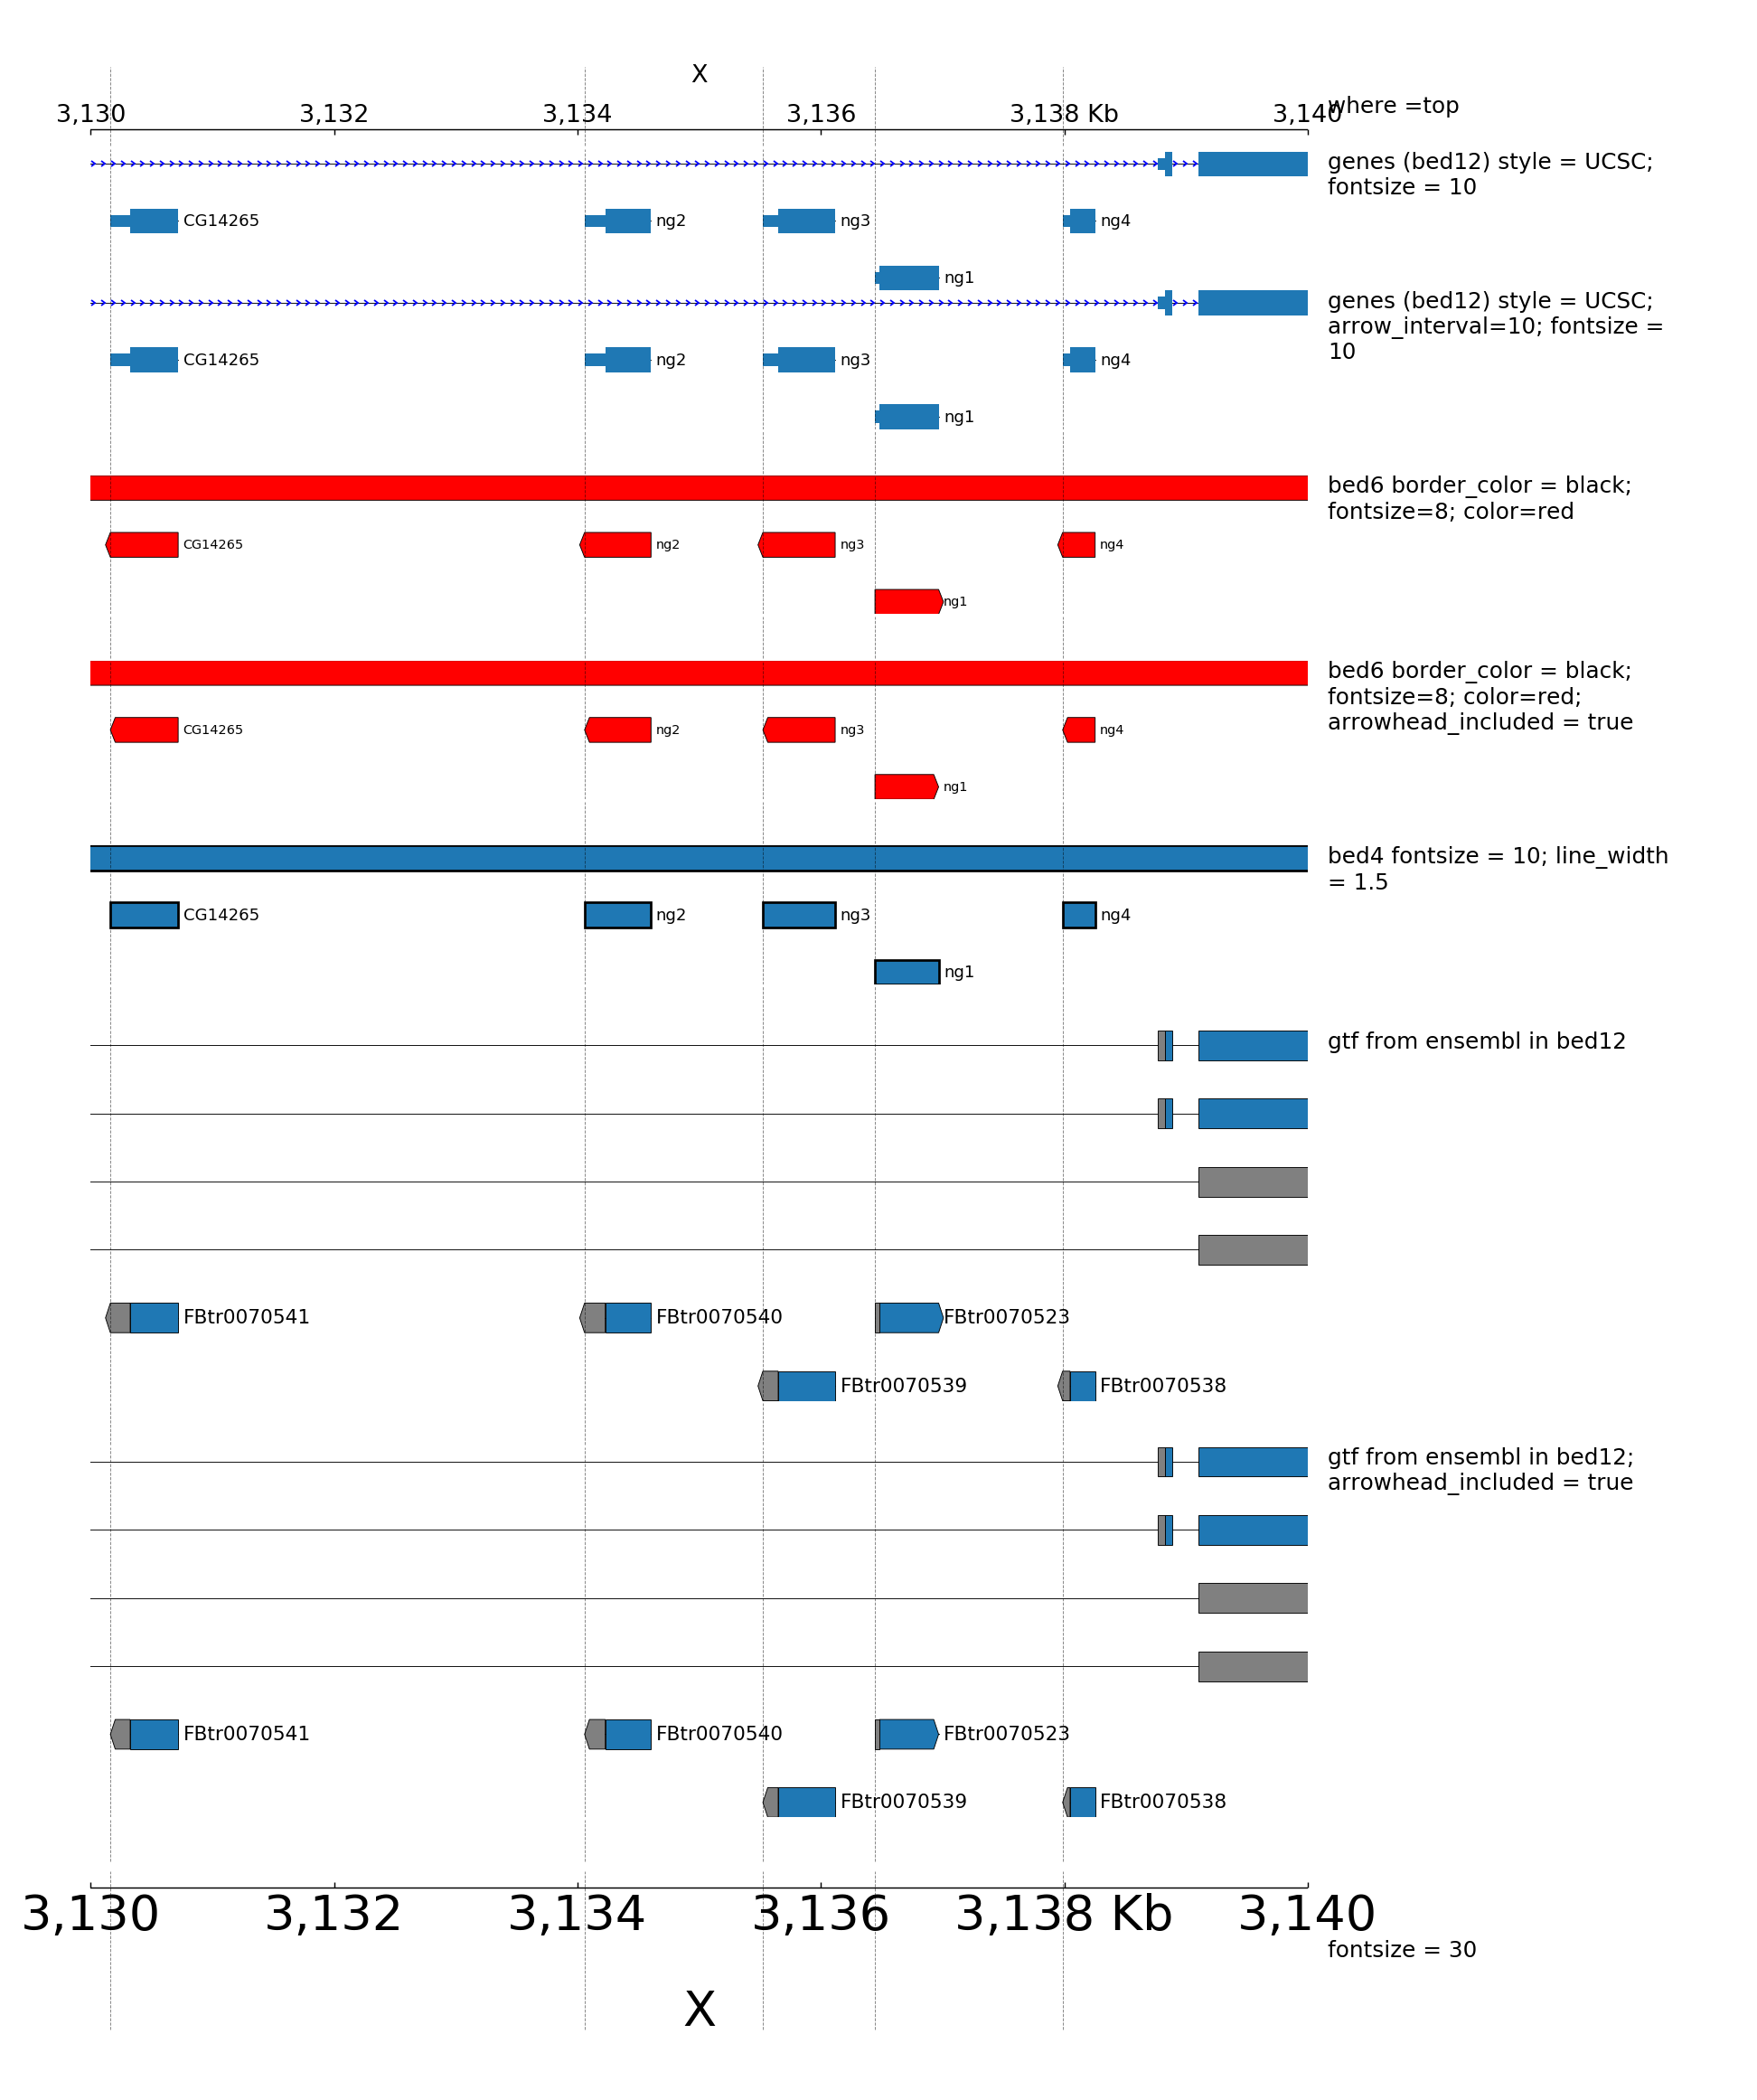 X
3,130 3,132 3,134 3,136 3,138 Kb 3,140
where =top
genes (bed12) style = UCSC;
fontsize = 10
CG14265 ng2 ng3 ng4
ng1
genes (bed12) style = UCSC;
arrow_interval=10; fontsize =
10
CG14265 ng2 ng3 ng4
ng1
bed6 border_color = black;
fontsize=8; color=red
CG14265 ng2 ng3 ng4
ng1
bed6 border_color = black;
fontsize=8; color=red;
arrowhead_included = true
CG14265 ng2 ng3 ng4
ng1
bed4 fontsize = 10; line_width
= 1.5
CG14265 ng2 ng3 ng4
ng1
gtf from ensembl in bed12
FBtr0070541 FBtr0070540 FBtr0070523
FBtr0070539 FBtr0070538
gtf from ensembl in bed12;
arrowhead_included = true
FBtr0070541 FBtr0070540 FBtr0070523
FBtr0070539 FBtr0070538
3,130 3,132 3,134 3,136 3,138 Kb 3,140
fontsize = 30
X